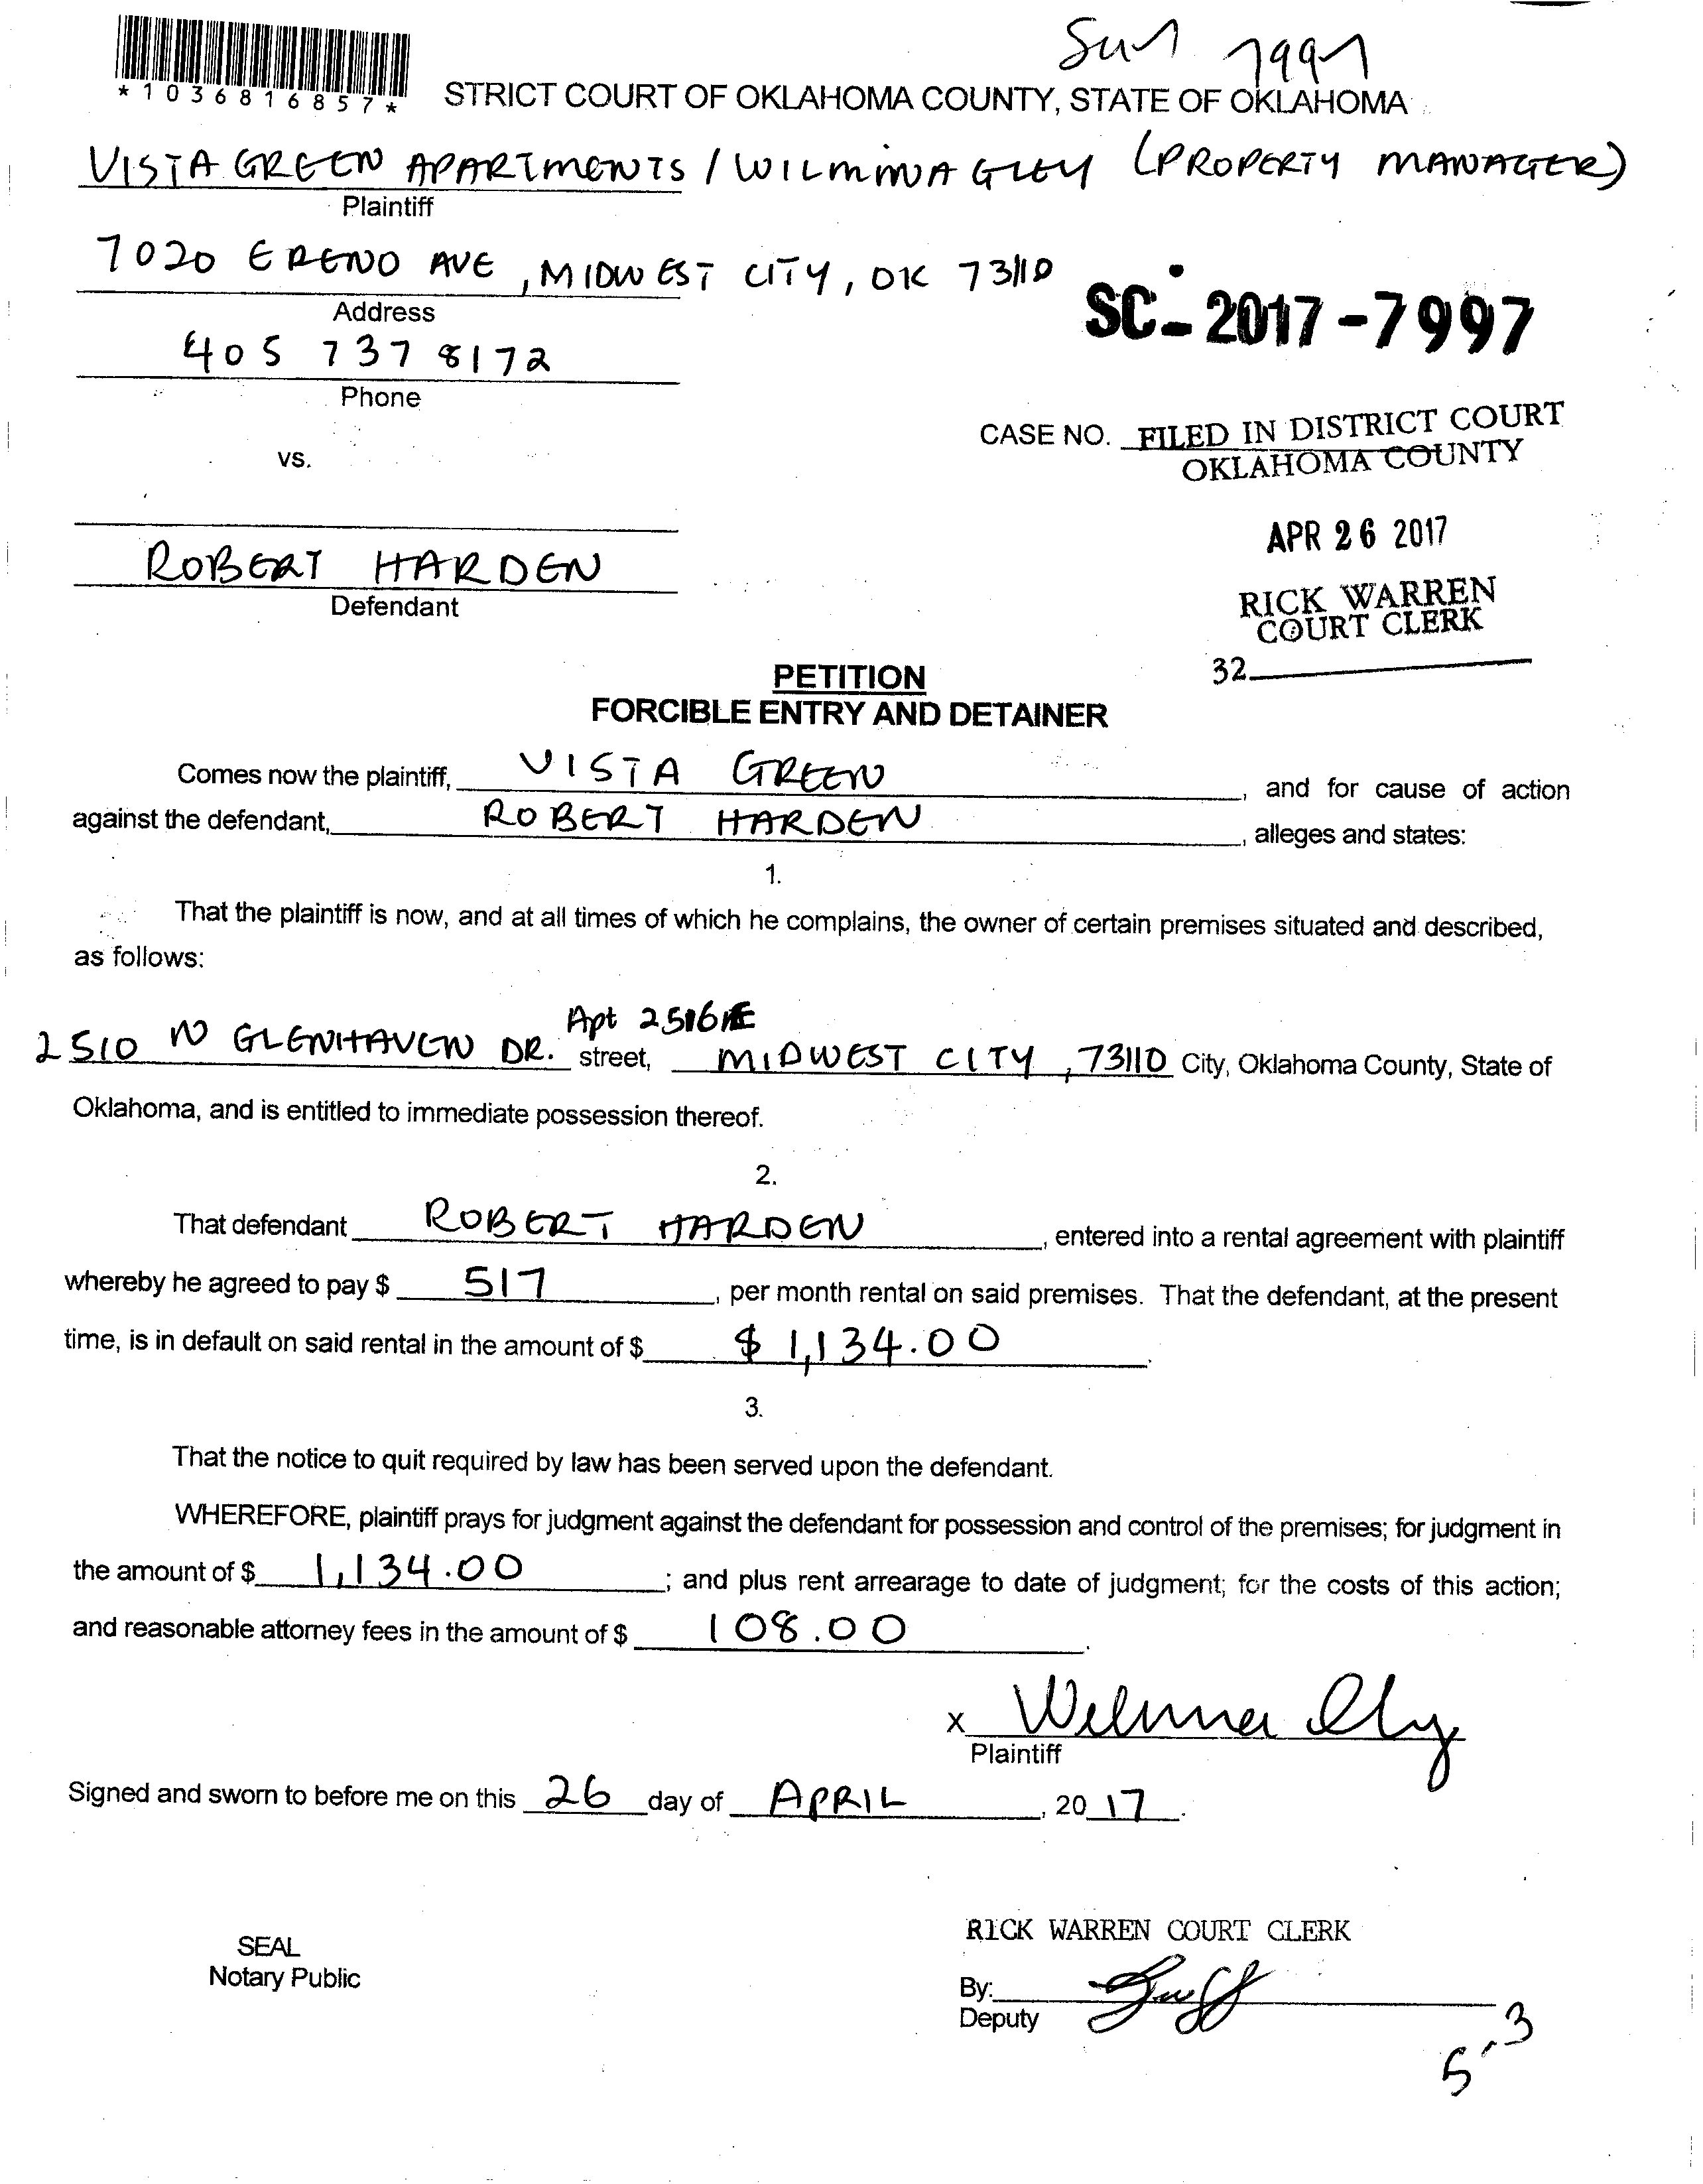 *1036816857*
STRICT COURT OF OKLAHOMA COUNTY, STATE OF OKLAHOMA
VISTA GREEN APARTMENTS / WILMINA GLEY (PROPERTY MANAGER)
Plaintiff
7020 E RENO AVE, MIDWEST CITY, OK 73110
Address
405 737 8172
Phone
SC-2017-7997
CASE NO. FILED IN DISTRICT COURT
OKLAHOMA COUNTY
vs.
APR 26 2017
ROBERT HARDEN
Defendant
RICK WARREN
COURT CLERK
32
PETITION
FORCIBLE ENTRY AND DETAINER
Comes now the plaintiff, VISTA GREEN, and for cause of action
against the defendant, ROBERT HARDEN, alleges and states:
1.
That the plaintiff is now, and at all times of which he complains, the owner of certain premises situated and described,
as follows:
Apt 2516
2510 N GLENHAVEN DR. street, MIDWEST CITY, 73110 City, Oklahoma County, State of
Oklahoma, and is entitled to immediate possession thereof.
2.
That defendant ROBERT HARDEN, entered into a rental agreement with plaintiff
whereby he agreed to pay $ 517, per month rental on said premises. That the defendant, at the present
time, is in default on said rental in the amount of $ $1,134.00.
3.
That the notice to quit required by law has been served upon the defendant.
WHEREFORE, plaintiff prays for judgment against the defendant for possession and control of the premises; for judgment in
the amount of $ 1,134.00; and plus rent arrearage to date of judgment; for the costs of this action;
and reasonable attorney fees in the amount of $ 108.00.
x
Plaintiff
Signed and sworn to before me on this 26 day of APRIL, 2017.
SEAL
Notary Public
RICK WARREN COURT CLERK
By:
Deputy
5-3